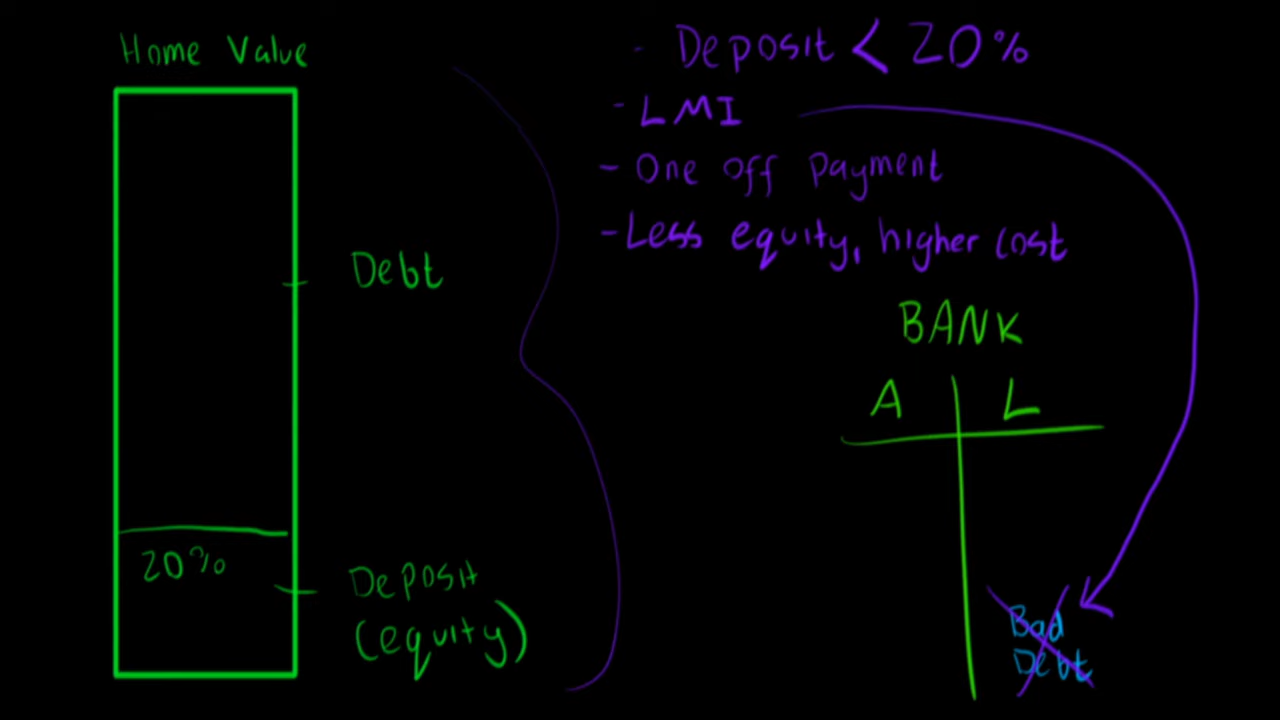 Home Value
Debt
20%
Deposit
(equity)
- Deposit < 20%
- LMI
- One off payment
- Less equity, higher cost
BANK
A L
Bad
Debt